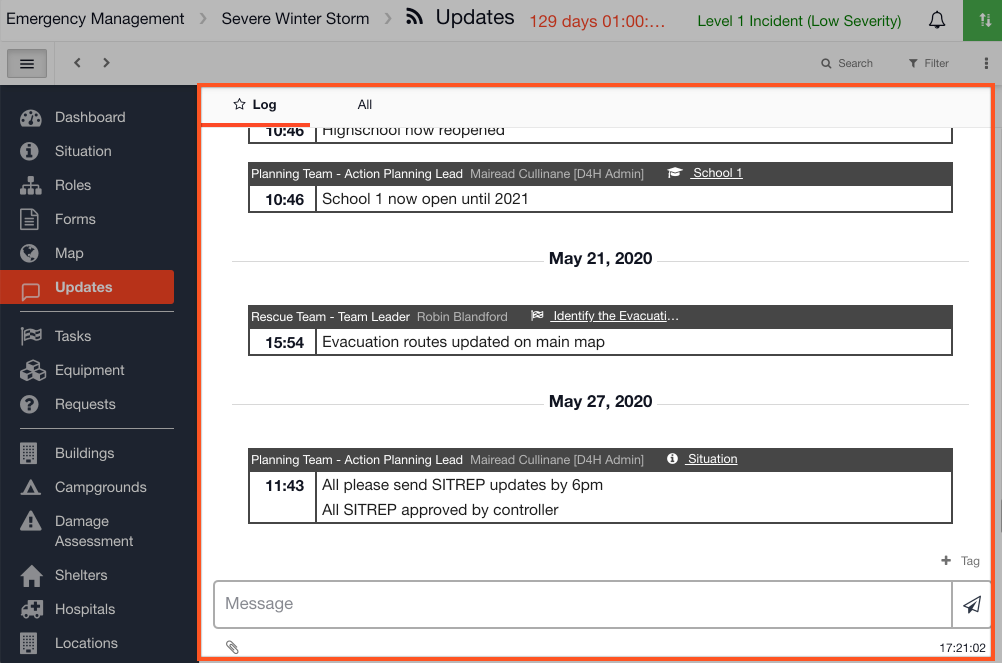 Emergency Management
Severe Winter Storm
Updates
129 days 01:00:...
Level 1 Incident (Low Severity)
Search
Filter
Dashboard
Situation
Roles
Forms
Map
Updates
Tasks
Equipment
Requests
Buildings
Campgrounds
Damage
Assessment
Shelters
Hospitals
Locations
Log
All
10:46 Highschool now reopened
Planning Team - Action Planning Lead Mairead Cullinane [D4H Admin] School 1
10:46 School 1 now open until 2021
May 21, 2020
Rescue Team - Team Leader Robin Blandford Identify the Evacuati...
15:54 Evacuation routes updated on main map
May 27, 2020
Planning Team - Action Planning Lead Mairead Cullinane [D4H Admin] Situation
11:43 All please send SITREP updates by 6pm
All SITREP approved by controller
+ Tag
Message
17:21:02